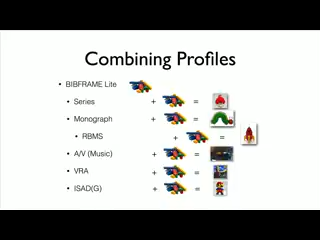 Combining Profiles
• BIBFRAME Lite
• Series + =
• Monograph + =
• RBMS + =
• A/V (Music) + =
• VRA + =
• ISAD(G) + =